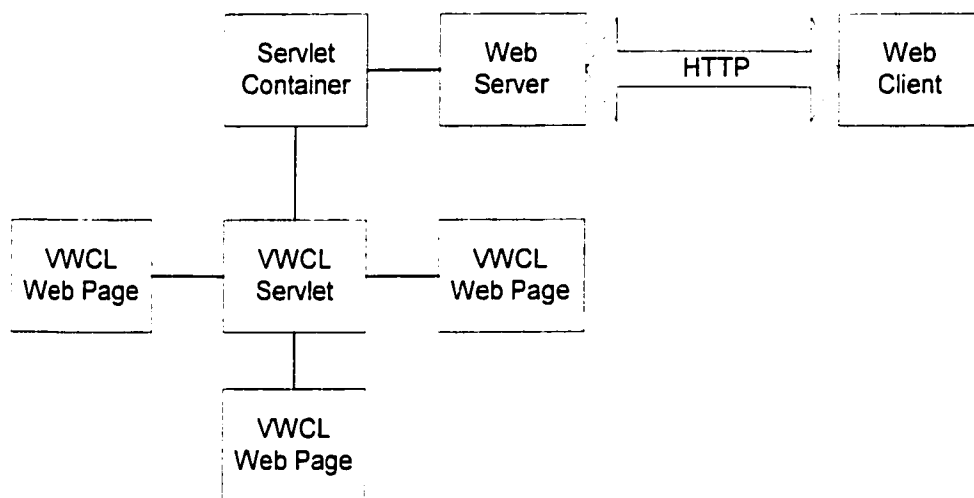 Servlet
Container
Web
Server
HTTP
Web
Client
VWCL
Web Page
VWCL
Servlet
VWCL
Web Page
VWCL
Web Page